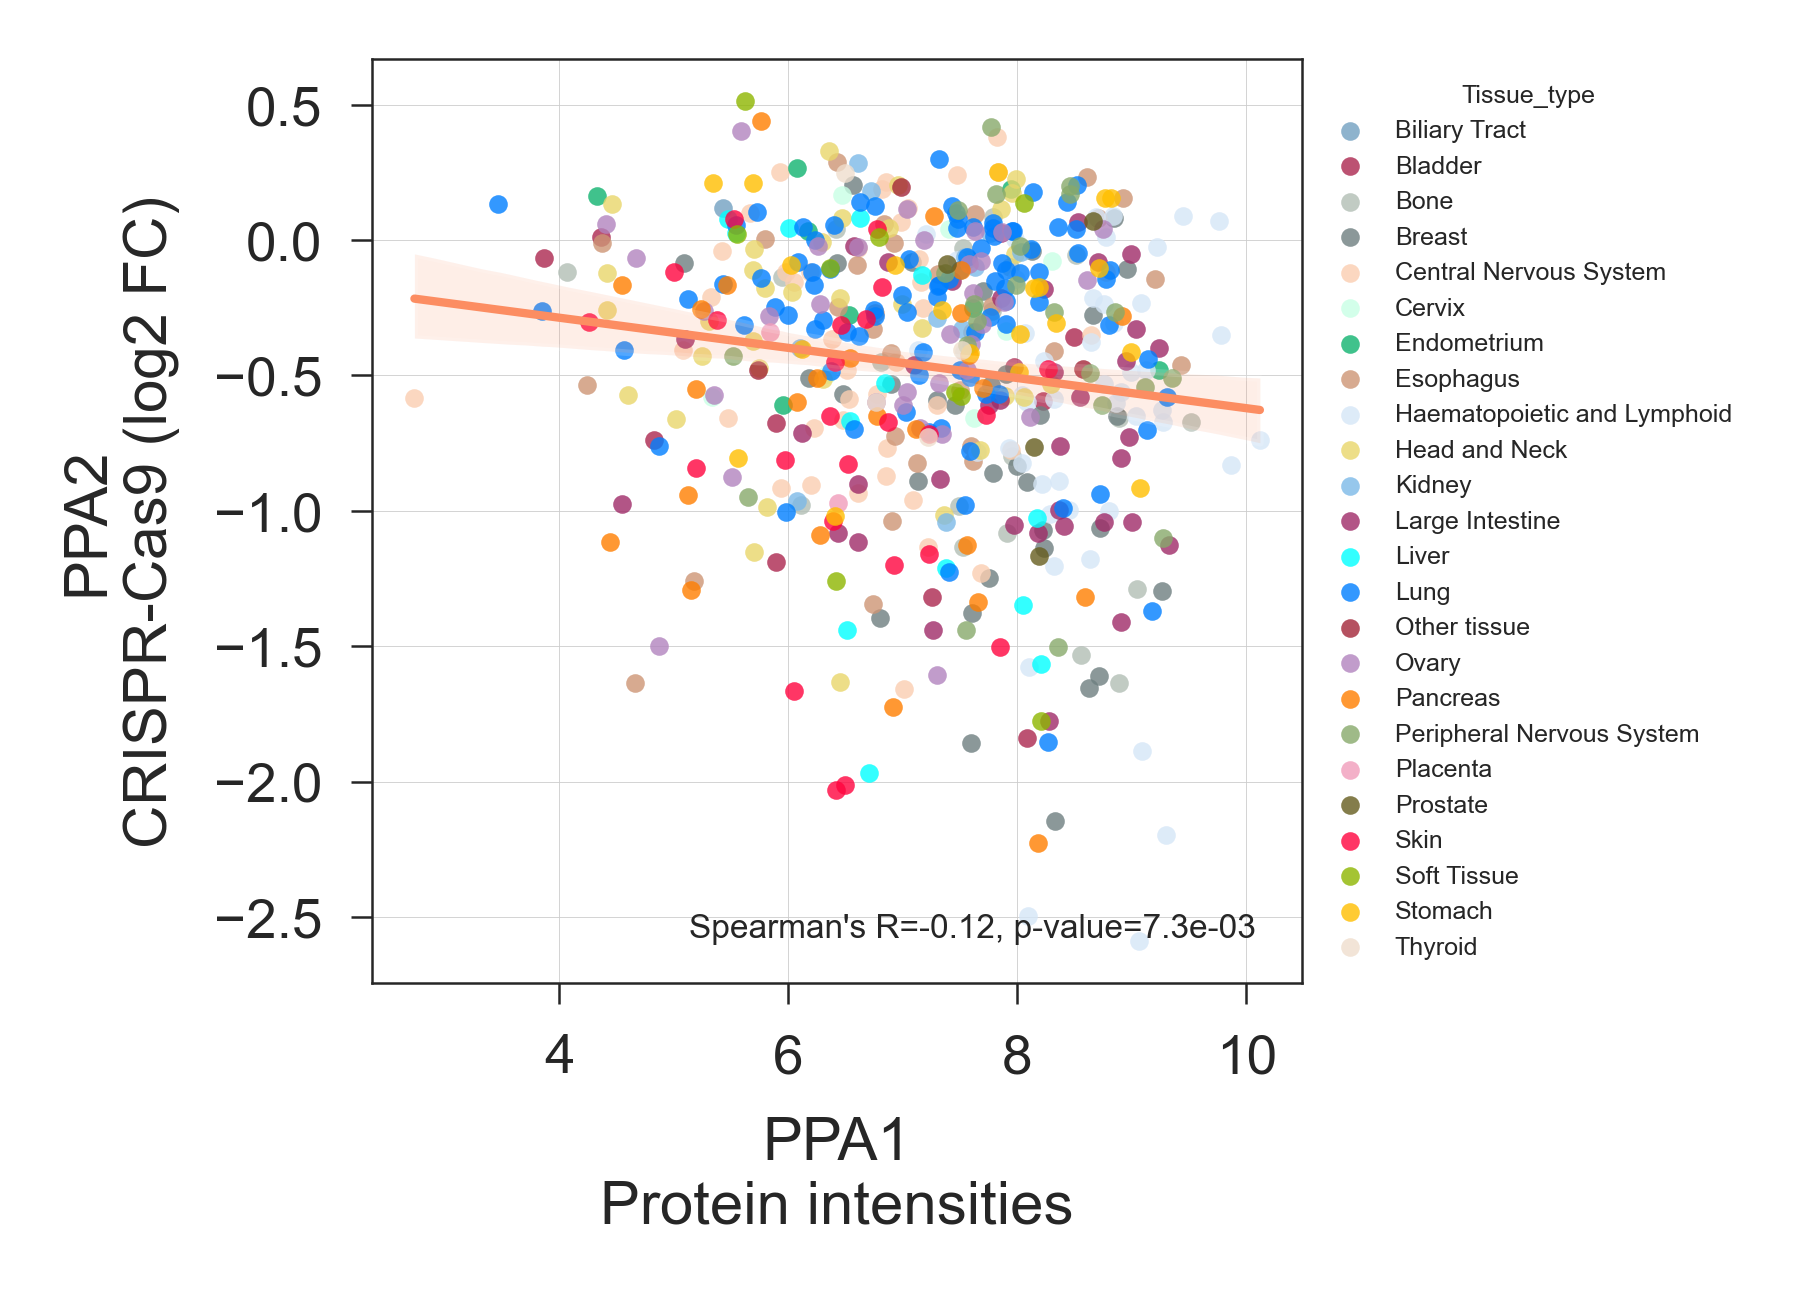 0.5
0.0
−0.5
−1.0
−1.5
−2.0
−2.5
PPA2
CRISPR-Cas9 (log2 FC)
Spearman's R=-0.12, p-value=7.3e-03
4 6 8 10
PPA1
Protein intensities
Tissue_type
Biliary Tract
Bladder
Bone
Breast
Central Nervous System
Cervix
Endometrium
Esophagus
Haematopoietic and Lymphoid
Head and Neck
Kidney
Large Intestine
Liver
Lung
Other tissue
Ovary
Pancreas
Peripheral Nervous System
Placenta
Prostate
Skin
Soft Tissue
Stomach
Thyroid